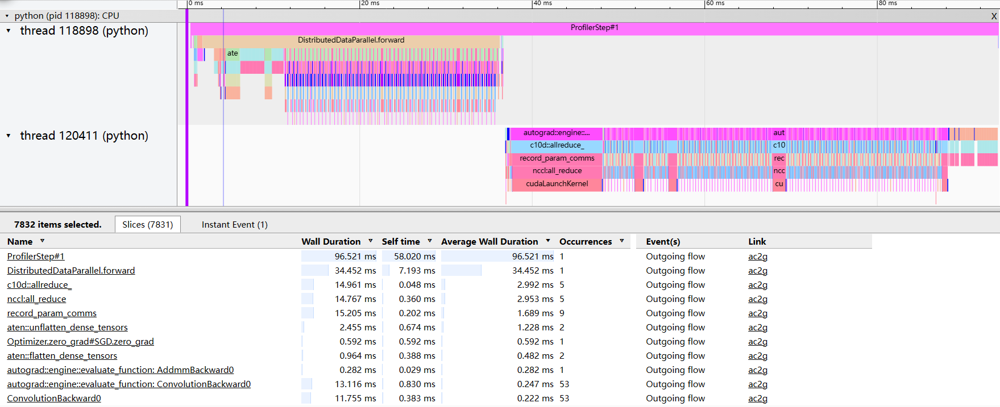 0 ms 20 ms 40 ms 60 ms 80 ms
python (pid 118898): CPU X
thread 118898 (python)
ProfilerStep#1
DistributedDataParallel.forward
ate
thread 120411 (python)
autograd::engine::... aut
c10d::allreduce_ c10
record_param_comms rec
nccl:all_reduce ncc
cudaLaunchKernel cu
7832 items selected. Slices (7831) Instant Event (1)
Name Wall Duration Self time Average Wall Duration Occurrences Event(s) Link
ProfilerStep#1 96.521 ms 58.020 ms 96.521 ms 1 Outgoing flow ac2g
DistributedDataParallel.forward 34.452 ms 7.193 ms 34.452 ms 1 Outgoing flow ac2g
c10d::allreduce_ 14.961 ms 0.048 ms 2.992 ms 5 Outgoing flow ac2g
nccl:all_reduce 14.767 ms 0.360 ms 2.953 ms 5 Outgoing flow ac2g
record_param_comms 15.205 ms 0.202 ms 1.689 ms 9 Outgoing flow ac2g
aten::unflatten_dense_tensors 2.455 ms 0.674 ms 1.228 ms 2 Outgoing flow ac2g
Optimizer.zero_grad#SGD.zero_grad 0.592 ms 0.592 ms 0.592 ms 1 Outgoing flow ac2g
aten::flatten_dense_tensors 0.964 ms 0.388 ms 0.482 ms 2 Outgoing flow ac2g
autograd::engine::evaluate_function: AddmmBackward0 0.282 ms 0.029 ms 0.282 ms 1 Outgoing flow ac2g
autograd::engine::evaluate_function: ConvolutionBackward0 13.116 ms 0.830 ms 0.247 ms 53 Outgoing flow ac2g
ConvolutionBackward0 11.755 ms 0.383 ms 0.222 ms 53 Outgoing flow ac2g